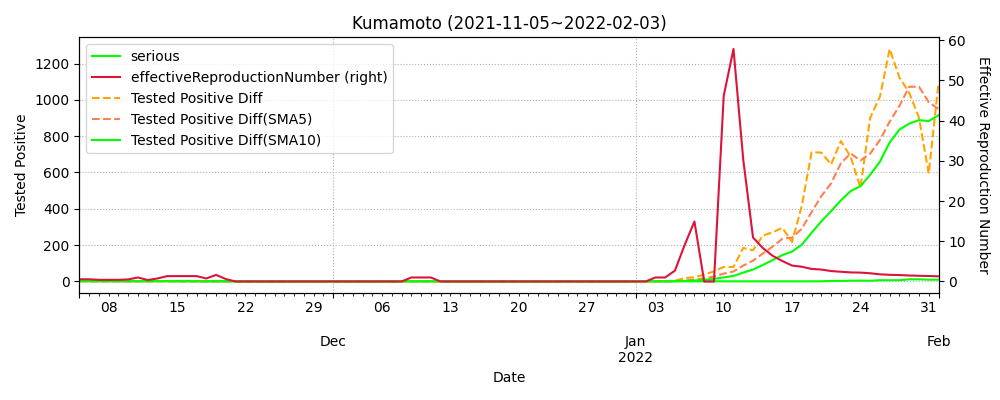 Kumamoto (2021-11-05~2022-02-03)
serious
effectiveReproductionNumber (right)
Tested Positive Diff
Tested Positive Diff(SMA5)
Tested Positive Diff(SMA10)
Tested Positive
1200
1000
800
600
400
200
0
60
50
40
30
20
10
0
Effective Reproduction Number
08 15 22 29 06 13 20 27 03 10 17 24 31
Dec Jan Feb
2022
Date